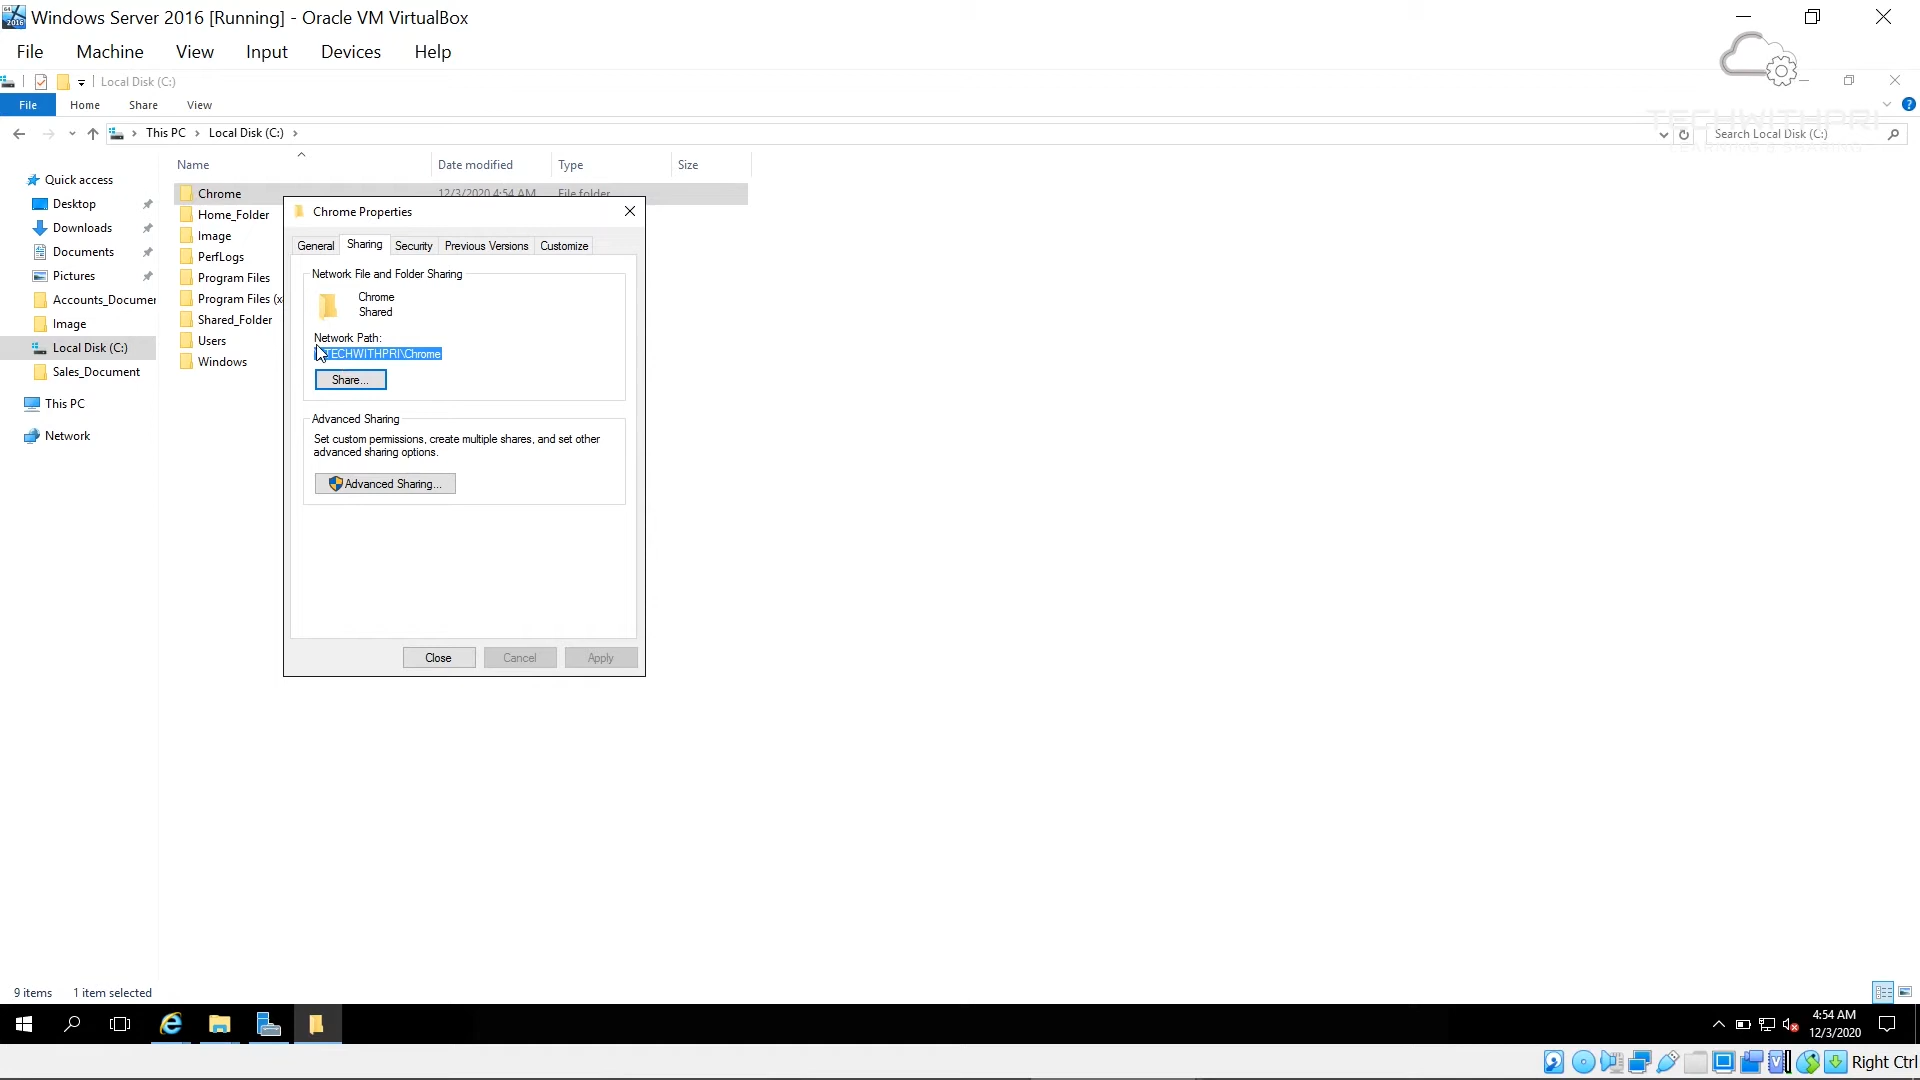 Windows Server 2016 [Running] - Oracle VM VirtualBox
File Machine View Input Devices Help
Local Disk (C:)
File Home Share View
This PC Local Disk (C:)
Search Local Disk (C:)
TECHWITHPRI
LEARNING & SHARING
Name Date modified Type Size
Quick access
Desktop
Downloads
Documents
Pictures
Accounts_Documen
Image
Local Disk (C:)
Sales_Document
This PC
Network
Chrome 12/3/2020 4:54 AM File folder
Home_Folder
Image
PerfLogs
Program Files
Program Files (x
Shared_Folder
Users
Windows
Chrome Properties
General Sharing Security Previous Versions Customize
Network File and Folder Sharing
Chrome
Shared
Network Path:
TECHWITHPRI\Chrome
Share...
Advanced Sharing
Set custom permissions, create multiple shares, and set other
advanced sharing options.
Advanced Sharing...
Close Cancel Apply
9 items 1 item selected
4:54 AM
12/3/2020
Right Ctrl